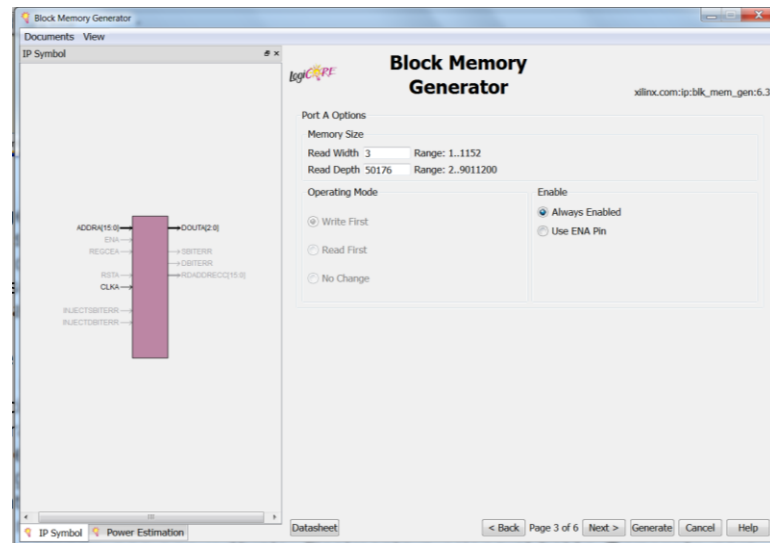 Block Memory Generator
Documents View
IP Symbol
LogiCORE
Block Memory
Generator
xilinx.com:ip:blk_mem_gen:6.3
Port A Options
Memory Size
Read Width 3 Range: 1..1152
Read Depth 50176 Range: 2..9011200
Operating Mode
Write First
Read First
No Change
Enable
Always Enabled
Use ENA Pin
ADDRA[15:0] DOUTA[2:0]
ENA
REGCEA SBITERR
DBITERR
RSTA RDADDRECC[15:0]
CLKA
INJECTSBITERR
INJECTDBITERR
IP Symbol Power Estimation
Datasheet < Back Page 3 of 6 Next > Generate Cancel Help